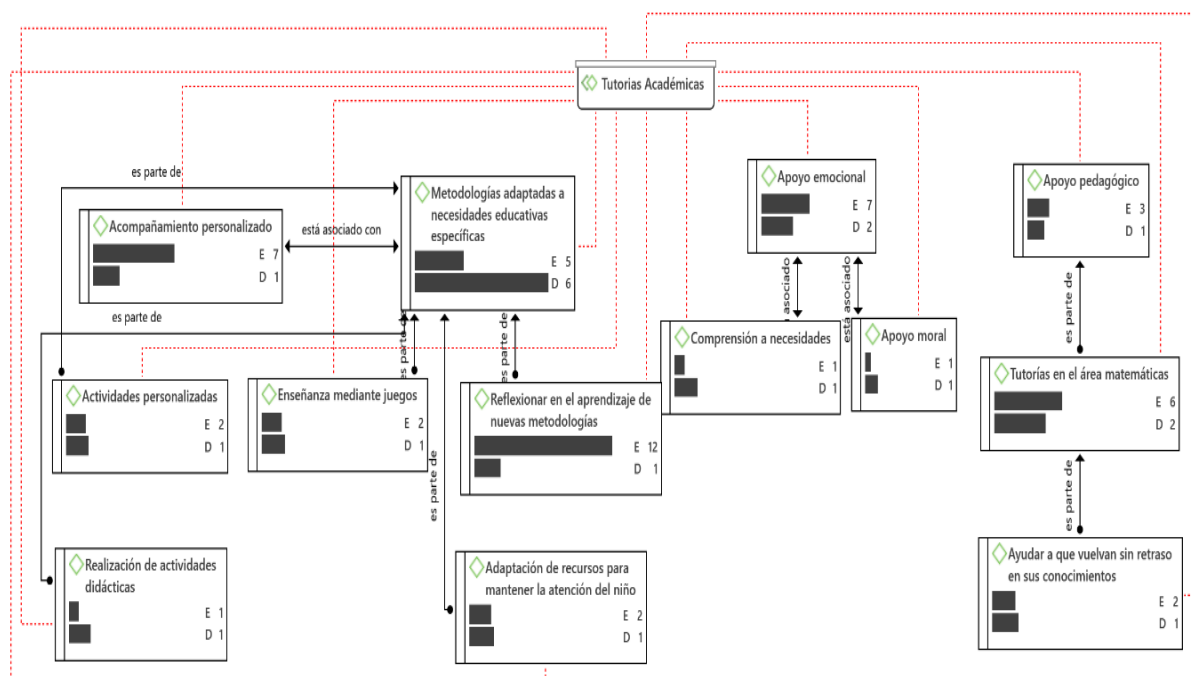 Tutorias Académicas
es parte de
Acompañamiento personalizado
E 7
D 1
está asociado con
Metodologías adaptadas a
necesidades educativas
específicas
E 5
D 6
Apoyo emocional
E 7
D 2
Apoyo pedagógico
E 3
D 1
es parte de
es parte de
es parte de
asociado
está asociado
es parte de
Actividades personalizadas
E 2
D 1
Enseñanza mediante juegos
E 2
D 1
Reflexionar en el aprendizaje de
nuevas metodologías
E 12
D 1
Comprensión a necesidades
E 1
D 1
Apoyo moral
E 1
D 1
Tutorías en el área matemáticas
E 6
D 2
es parte de
es parte de
Realización de actividades
didácticas
E 1
D 1
Adaptación de recursos para
mantener la atención del niño
E 2
D 1
Ayudar a que vuelvan sin retraso
en sus conocimientos
E 2
D 1